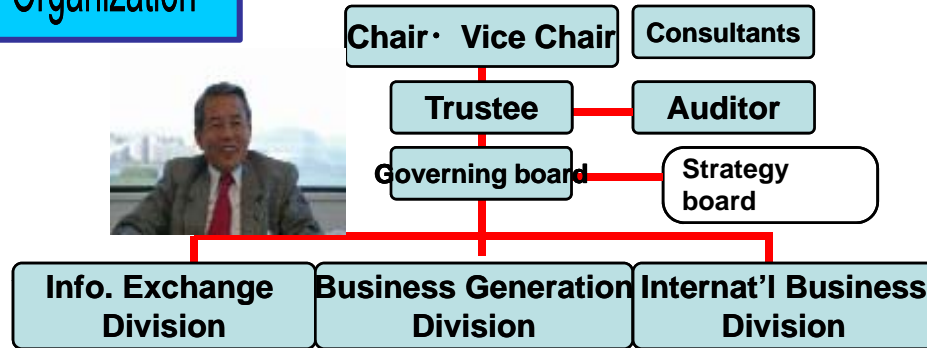 Organization
Chair・ Vice Chair
Consultants
Trustee
Auditor
Governing board
Strategy
board
Info. Exchange
Division
Business Generation
Division
Internat'l Business
Division